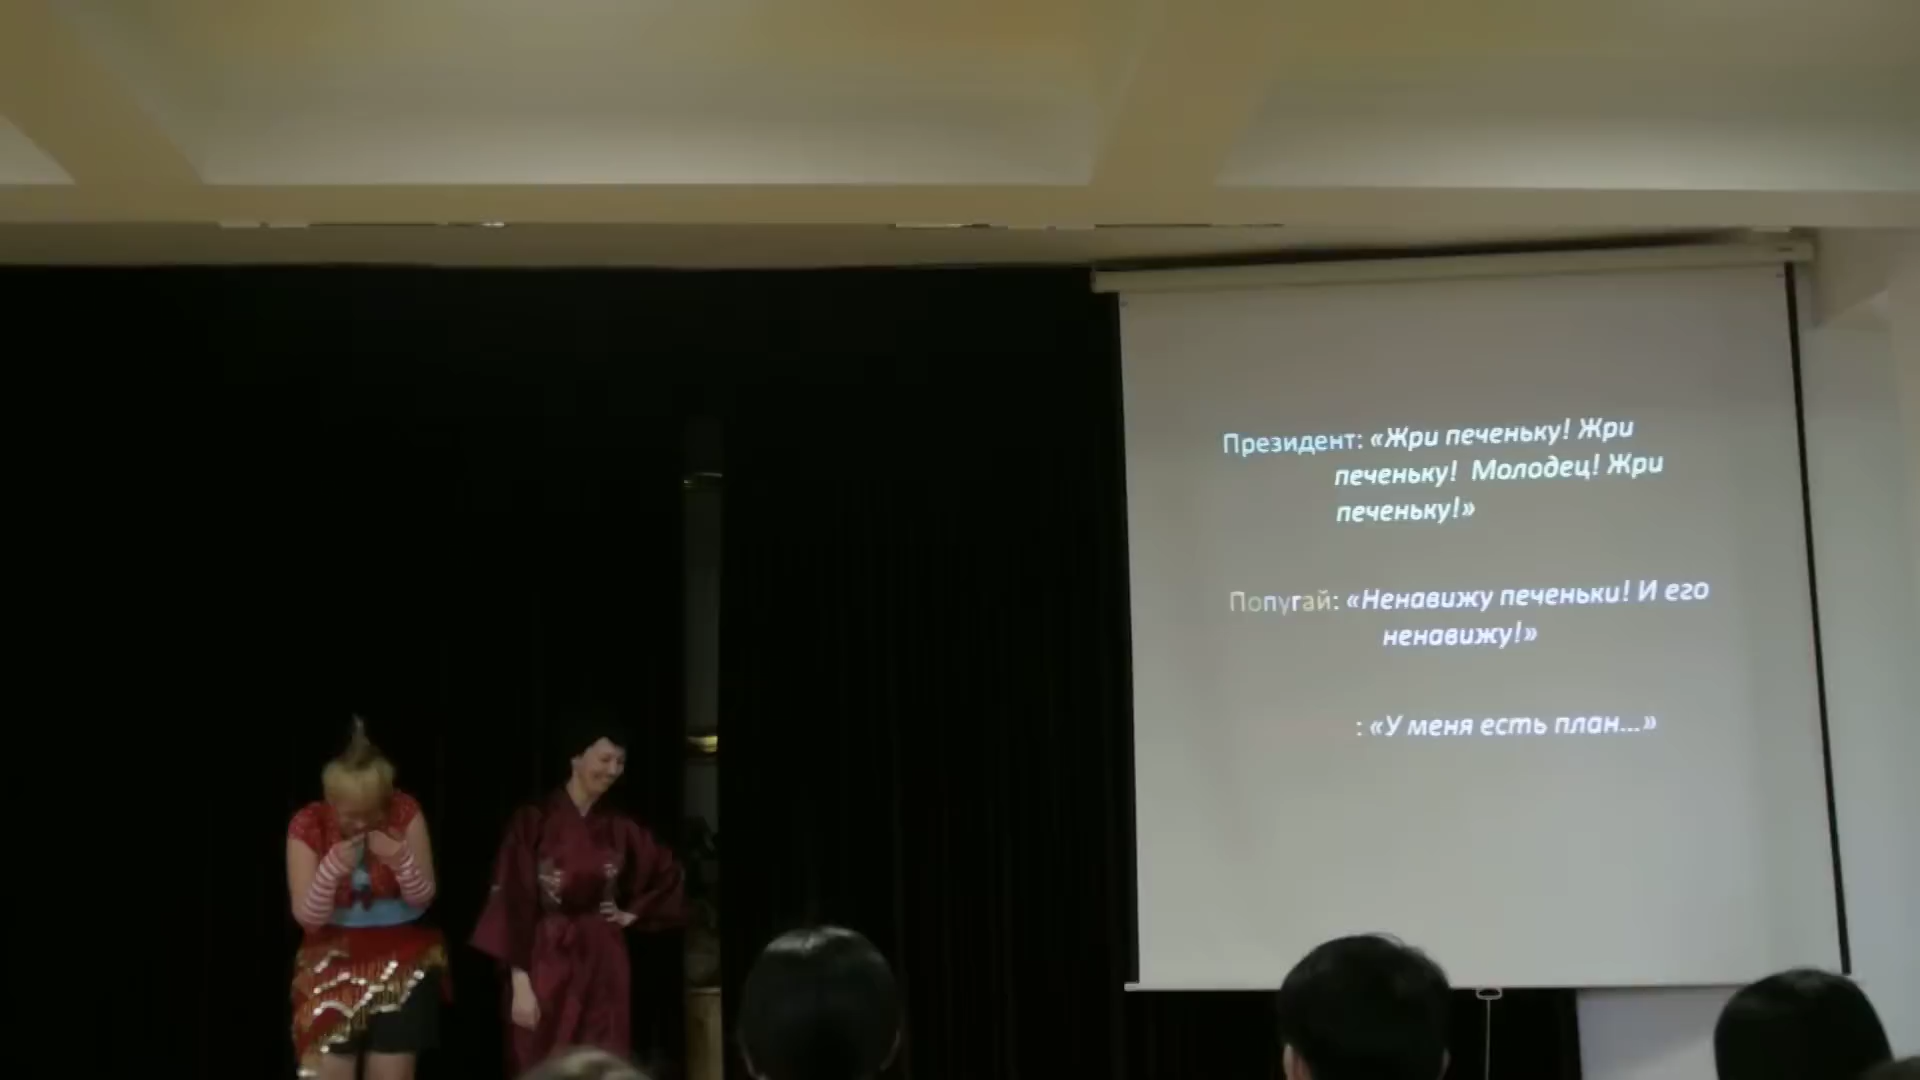 Президент: «Жри печеньку! Жри
печеньку! Молодец! Жри
печеньку!»
Попугай: «Ненавижу печеньки! И его
ненавижу!»
: «У меня есть план...»